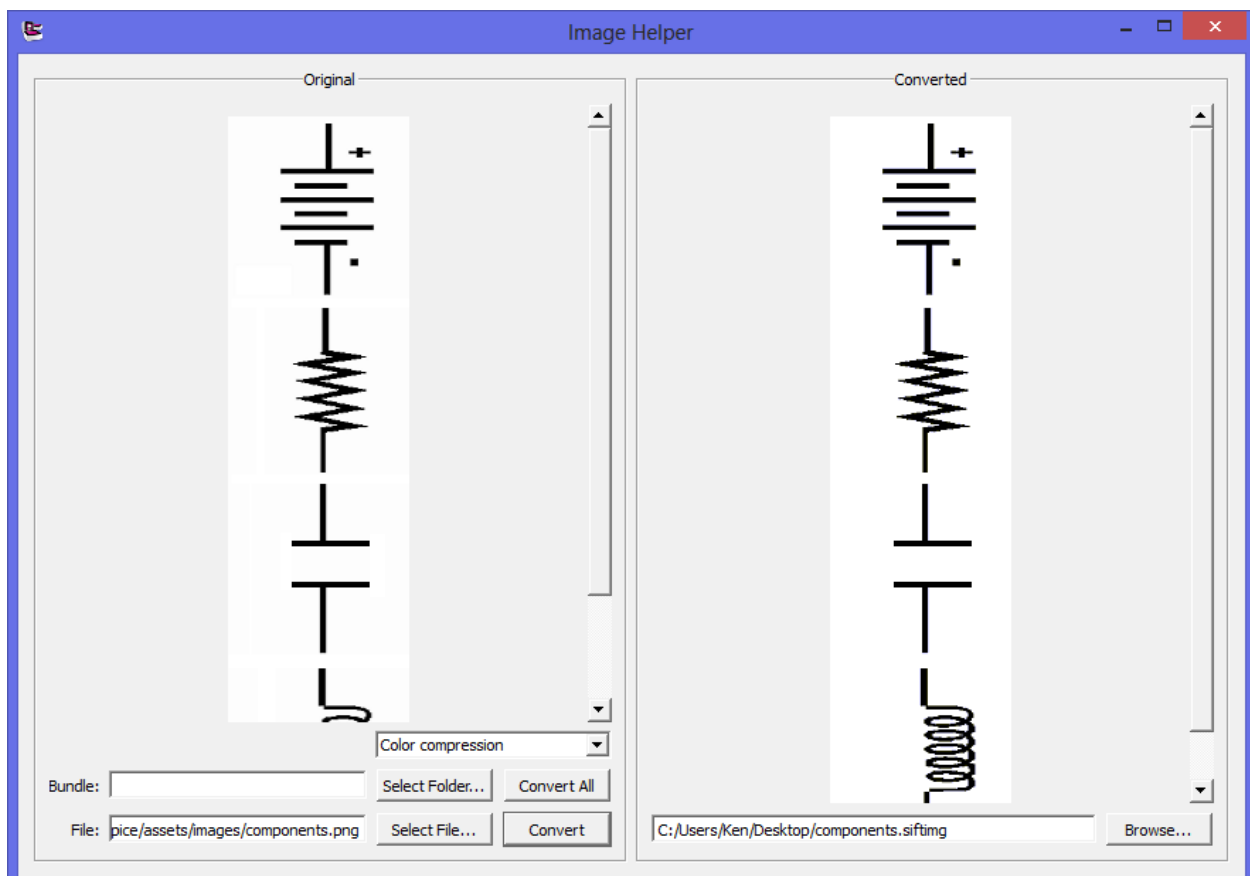 Image Helper
Original
Converted
Color compression
Bundle:
Select Folder...
Convert All
File:
pice/assets/images/components.png
Select File...
Convert
C:/Users/Ken/Desktop/components.siftimg
Browse...